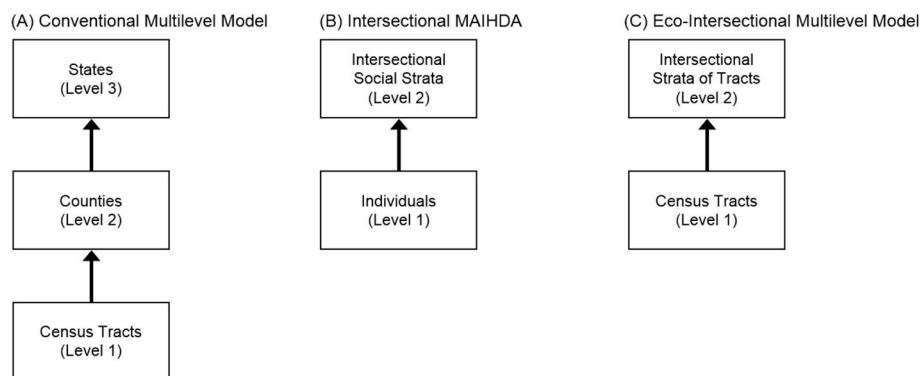 (A) Conventional Multilevel Model
States
(Level 3)
Counties
(Level 2)
Census Tracts
(Level 1)
(B) Intersectional MAIHDA
Intersectional
Social Strata
(Level 2)
Individuals
(Level 1)
(C) Eco-Intersectional Multilevel Model
Intersectional
Strata of Tracts
(Level 2)
Census Tracts
(Level 1)